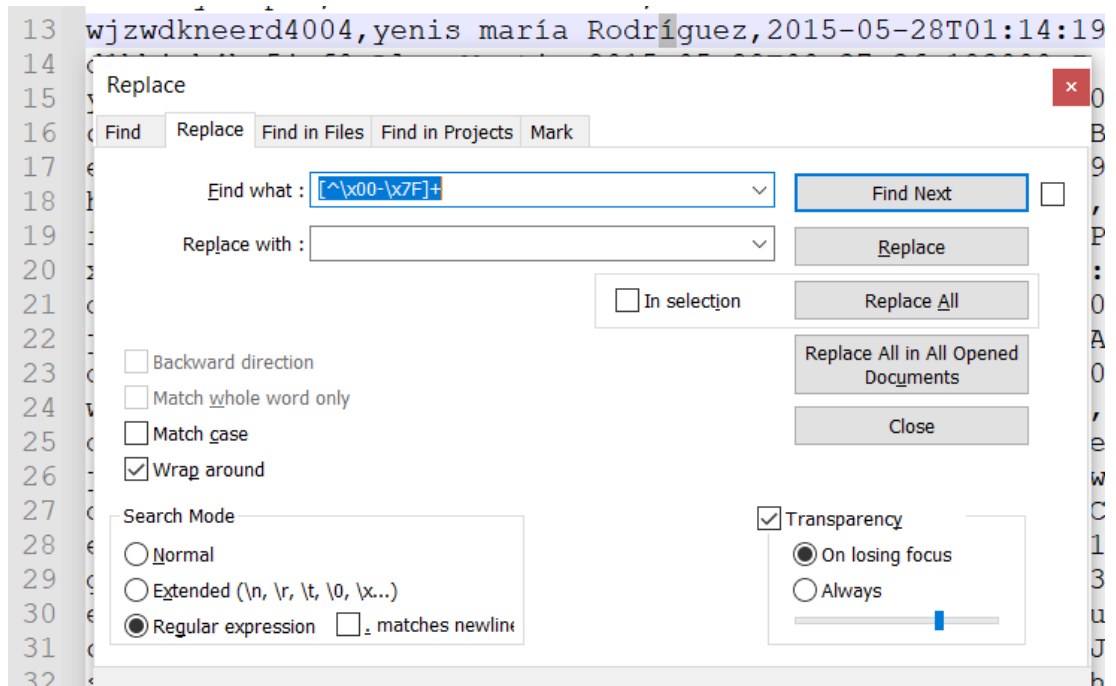 13 wjzwdkneerd4004,yenis maría Rodríguez,2015-05-28T01:14:19
14
Replace
15
16 Find Replace Find in Files Find in Projects Mark
17
18 Find what : [^\x00-\x7F]+ Find Next
19 Replace with : Replace
20
21 In selection Replace All
22 Replace All in All Opened
23 Backward direction Documents
24 Match whole word only
25 Match case Close
26 Wrap around
27 Search Mode Transparency
28 Normal On losing focus
29 Extended (\n, \r, \t, \0, \x...) Always
30 Regular expression . matches newline
31
32